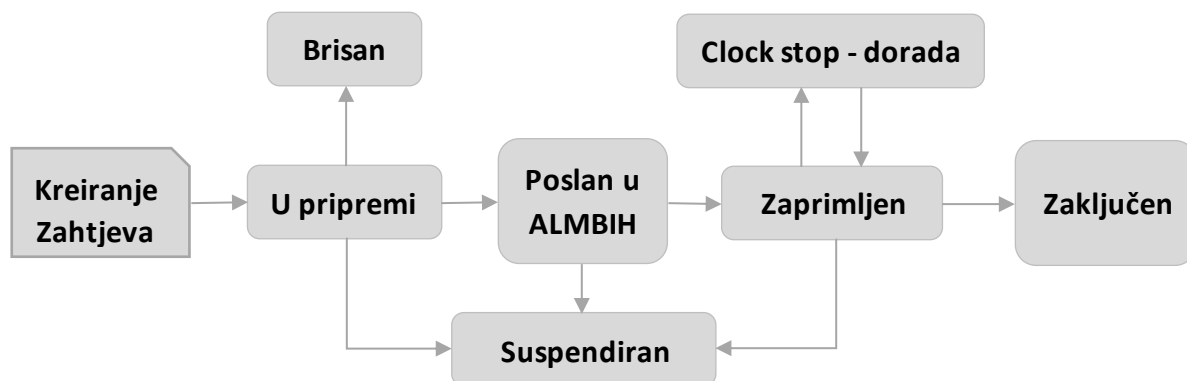 Brisan
Clock stop - dorada
Kreiranje
Zahtjeva
U pripremi
Poslan u
ALMBIH
Zaprimljen
Zaključen
Suspendiran